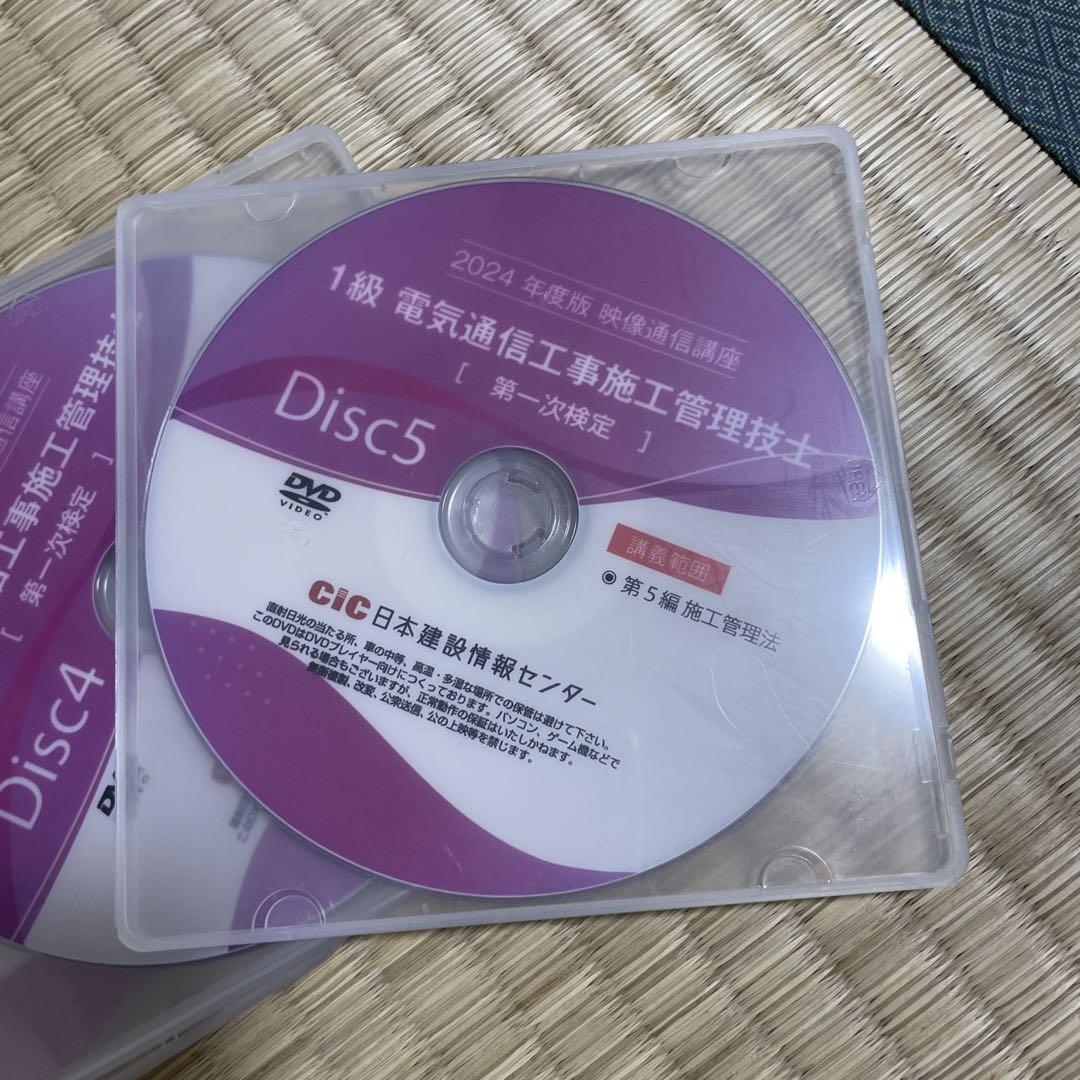 2024 年度版 映像通信講座
1級 電気通信工事施工管理技士
[ 第一次検定 ]
Disc5
DVD
VIDEO
講義範囲
◉ 第5編 施工管理法
CIC 日本建設情報センター
直射日光の当たる所、車の中等、高温・多湿な場所での保管は避けて下さい。
このDVDはDVDプレイヤー向けにつくっております。パソコン、ゲーム機などで
見られる場合もございますが、正常動作の保証はいたしかねます。
無断複製、改変、公衆送信、公の上映等を禁じます。
OPEN
通信講座
工事施工管理技士
[ 第一次検定 ]
Disc4